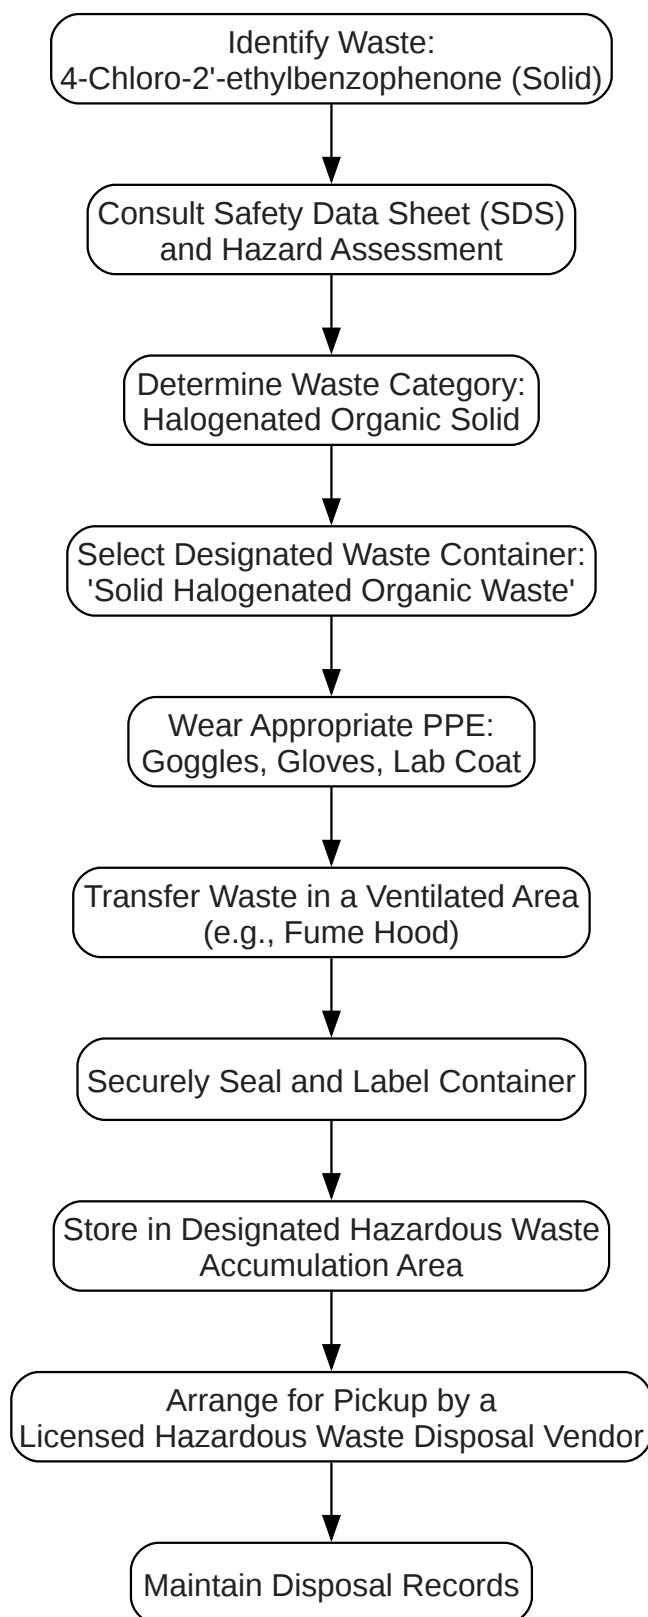 Identify Waste:
4-Chloro-2'-ethylbenzophenone (Solid)
Consult Safety Data Sheet (SDS)
and Hazard Assessment
Determine Waste Category:
Halogenated Organic Solid
Select Designated Waste Container:
'Solid Halogenated Organic Waste'
Wear Appropriate PPE:
Goggles, Gloves, Lab Coat
Transfer Waste in a Ventilated Area
(e.g., Fume Hood)
Securely Seal and Label Container
Store in Designated Hazardous Waste
Accumulation Area
Arrange for Pickup by a
Licensed Hazardous Waste Disposal Vendor
Maintain Disposal Records